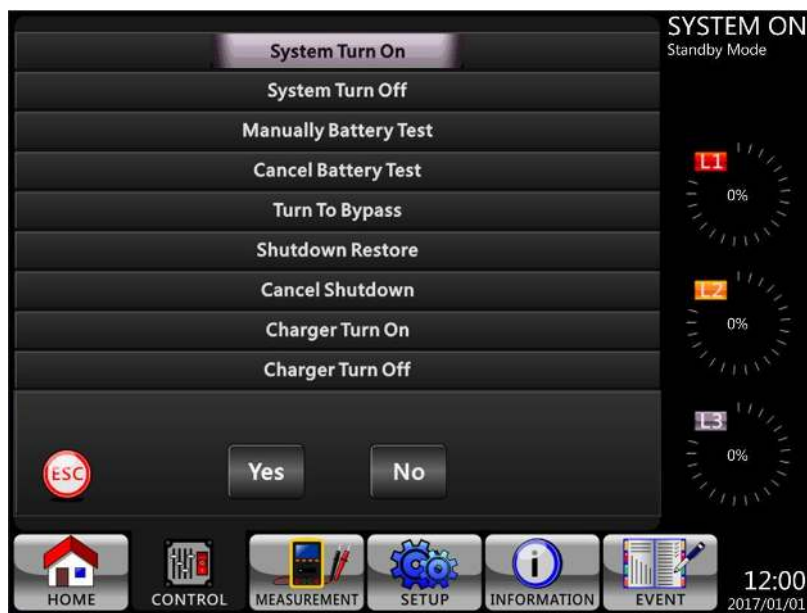 SYSTEM ON
Standby Mode
System Turn On
System Turn Off
Manually Battery Test
Cancel Battery Test
Turn To Bypass
Shutdown Restore
Cancel Shutdown
Charger Turn On
Charger Turn Off
L1
0%
L2
0%
L3
0%
ESC
Yes
No
HOME
CONTROL
MEASUREMENT
SETUP
INFORMATION
EVENT
12:00
2017/01/01